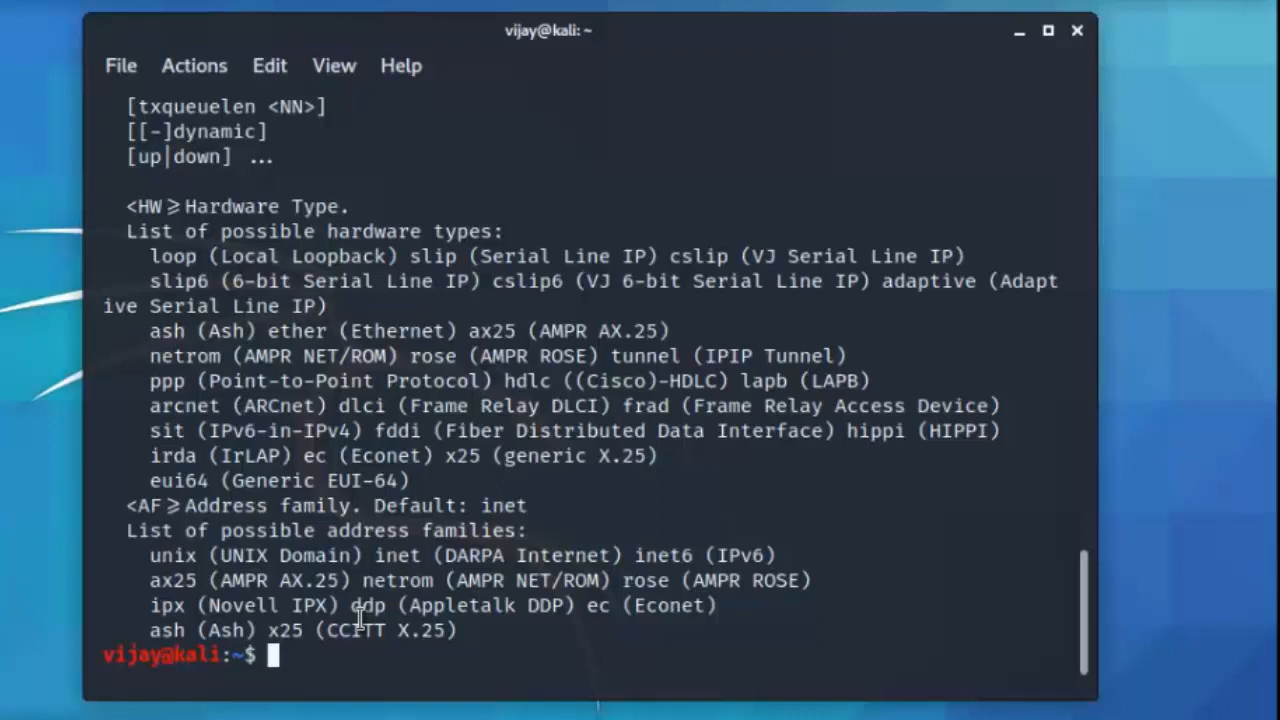 vijay@kali: ~
File Actions Edit View Help
[txqueuelen <NN>]
[[-]dynamic]
[up|down] ...
<HW>=Hardware Type.
List of possible hardware types:
loop (Local Loopback) slip (Serial Line IP) cslip (VJ Serial Line IP)
slip6 (6-bit Serial Line IP) cslip6 (VJ 6-bit Serial Line IP) adaptive (Adapt
ive Serial Line IP)
ash (Ash) ether (Ethernet) ax25 (AMPR AX.25)
netrom (AMPR NET/ROM) rose (AMPR ROSE) tunnel (IPIP Tunnel)
ppp (Point-to-Point Protocol) hdlc ((Cisco)-HDLC) lapb (LAPB)
arcnet (ARCnet) dlci (Frame Relay DLCI) frad (Frame Relay Access Device)
sit (IPv6-in-IPv4) fddi (Fiber Distributed Data Interface) hippi (HIPPI)
irda (IrLAP) ec (Econet) x25 (generic X.25)
eui64 (Generic EUI-64)
<AF>=Address family. Default: inet
List of possible address families:
unix (UNIX Domain) inet (DARPA Internet) inet6 (IPv6)
ax25 (AMPR AX.25) netrom (AMPR NET/ROM) rose (AMPR ROSE)
ipx (Novell IPX) ddp (Appletalk DDP) ec (Econet)
ash (Ash) x25 (CCITT X.25)
vijay@kali:~$